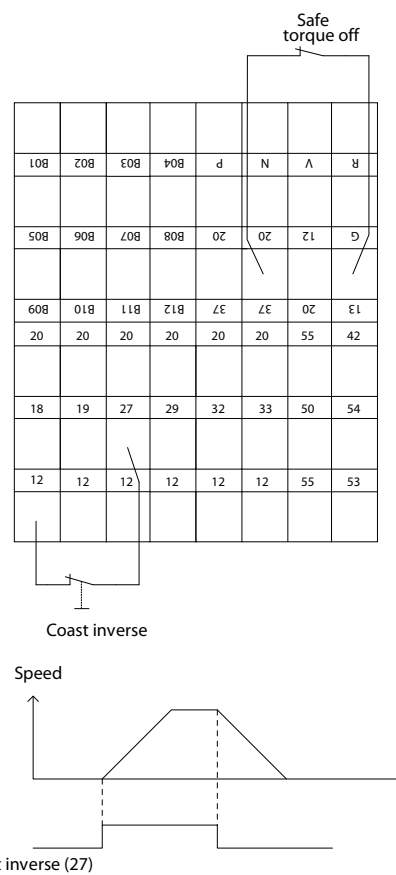 Safe
torque off
B01 B02 B03 B04 P N V R
B05 B06 B07 B08 20 20 12 G
B09 B10 B11 B12 37 37 20 13
20 20 20 20 20 20 55 42
18 19 27 29 32 33 50 54
12 12 12 12 12 12 55 53
Coast inverse
Speed
inverse (27)